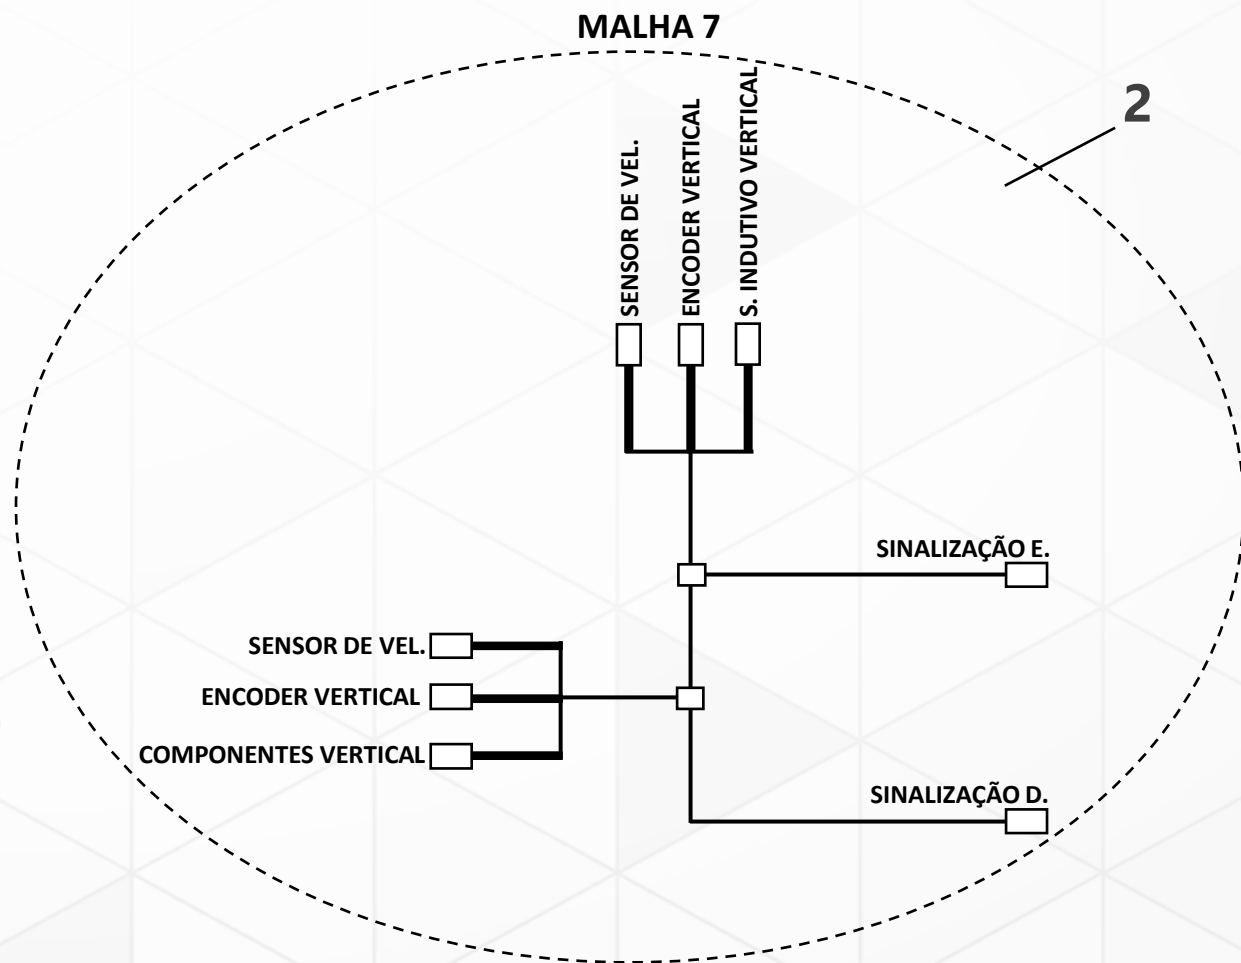 MALHA 7
2
SENSOR DE VEL.
ENCODER VERTICAL
S. INDUTIVO VERTICAL
SINALIZAÇÃO E.
SENSOR DE VEL.
ENCODER VERTICAL
COMPONENTES VERTICAL
SINALIZAÇÃO D.